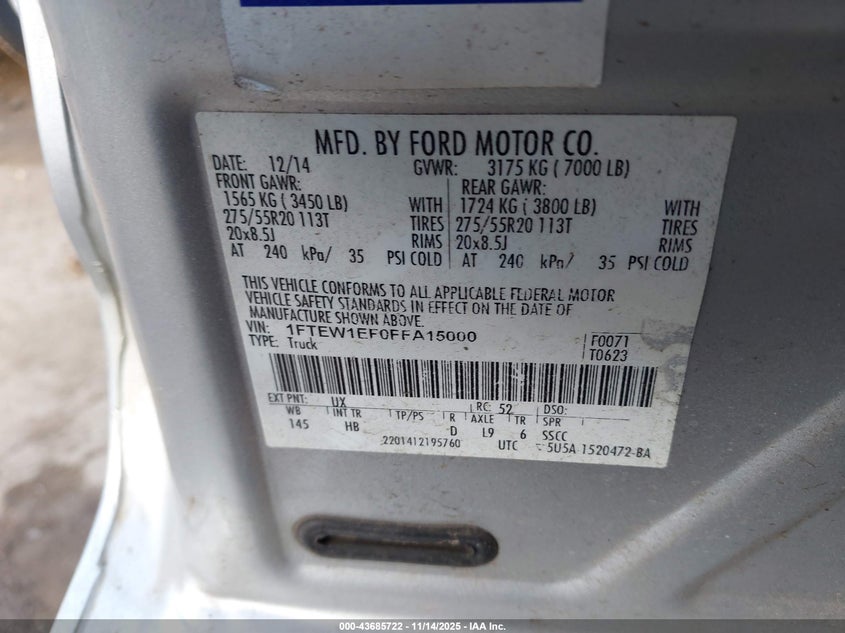 MFD. BY FORD MOTOR CO.
DATE: 12/14 GVWR: 3175 KG ( 7000 LB)
FRONT GAWR: REAR GAWR:
1565 KG ( 3450 LB) WITH 1724 KG ( 3800 LB) WITH
275/55R20 113T TIRES 275/55R20 113T TIRES
20x8.5J RIMS 20x8.5J RIMS
AT 240 kPa/ 35 PSI COLD AT 240 kPa/ 35 PSI COLD
THIS VEHICLE CONFORMS TO ALL APPLICABLE FEDERAL MOTOR
VEHICLE SAFETY STANDARDS IN EFFECT ON THE DATE OF
MANUFACTURE SHOWN ABOVE.
VIN: 1FTEW1EF0FFA15000 F0071
TYPE: Truck T0623
EXT PNT: UX RC: 52 DSO:
WB INT TR TP/PS R AXLE TR SPR
145 HB D L9 6 SSCC
2201412195760 UTC 5U5A-1520472-BA
000-43685722 - 11/14/2025 - IAA Inc.